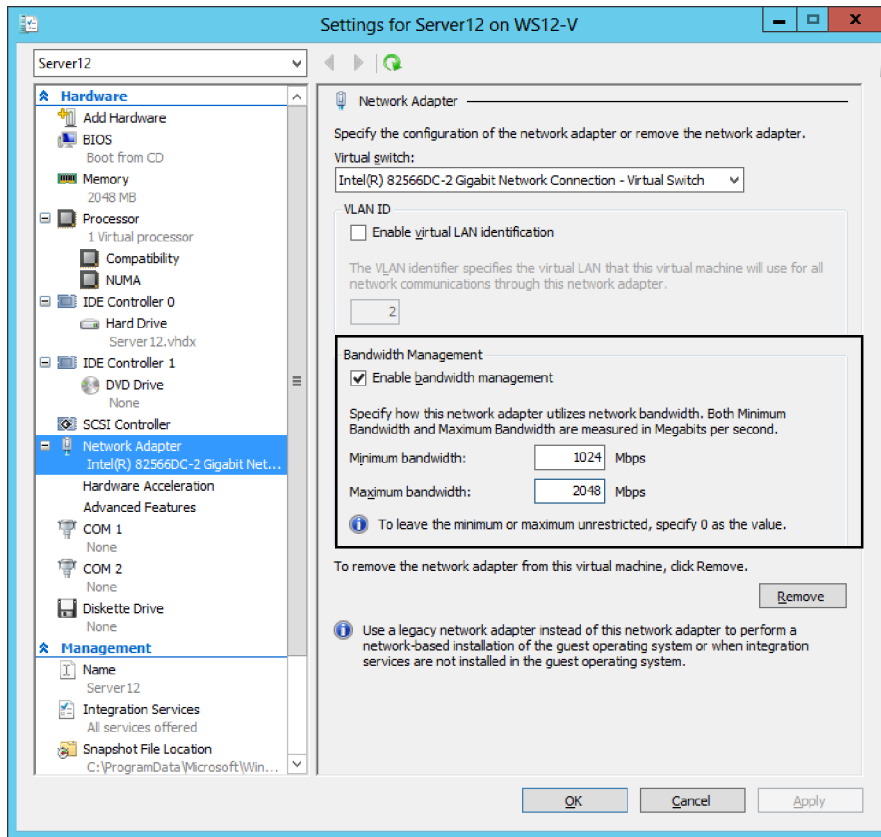 Settings for Server12 on WS12-V
Server12
Hardware
Add Hardware
BIOS
Boot from CD
Memory
2048 MB
Processor
1 Virtual processor
Compatibility
NUMA
IDE Controller 0
Hard Drive
Server12.vhdx
IDE Controller 1
DVD Drive
None
SCSI Controller
Network Adapter
Intel(R) 82566DC-2 Gigabit Net...
Hardware Acceleration
Advanced Features
COM 1
None
COM 2
None
Diskette Drive
None
Management
Name
Server12
Integration Services
All services offered
Snapshot File Location
C:\ProgramData\Microsoft\Win...
Network Adapter
Specify the configuration of the network adapter or remove the network adapter.
Virtual switch:
Intel(R) 82566DC-2 Gigabit Network Connection - Virtual Switch
VLAN ID
Enable virtual LAN identification
The VLAN identifier specifies the virtual LAN that this virtual machine will use for all
network communications through this network adapter.
2
Bandwidth Management
Enable bandwidth management
Specify how this network adapter utilizes network bandwidth. Both Minimum
Bandwidth and Maximum Bandwidth are measured in Megabits per second.
Minimum bandwidth: 1024 Mbps
Maximum bandwidth: 2048 Mbps
To leave the minimum or maximum unrestricted, specify 0 as the value.
To remove the network adapter from this virtual machine, click Remove.
Remove
Use a legacy network adapter instead of this network adapter to perform a
network-based installation of the guest operating system or when integration
services are not installed in the guest operating system.
OK Cancel Apply